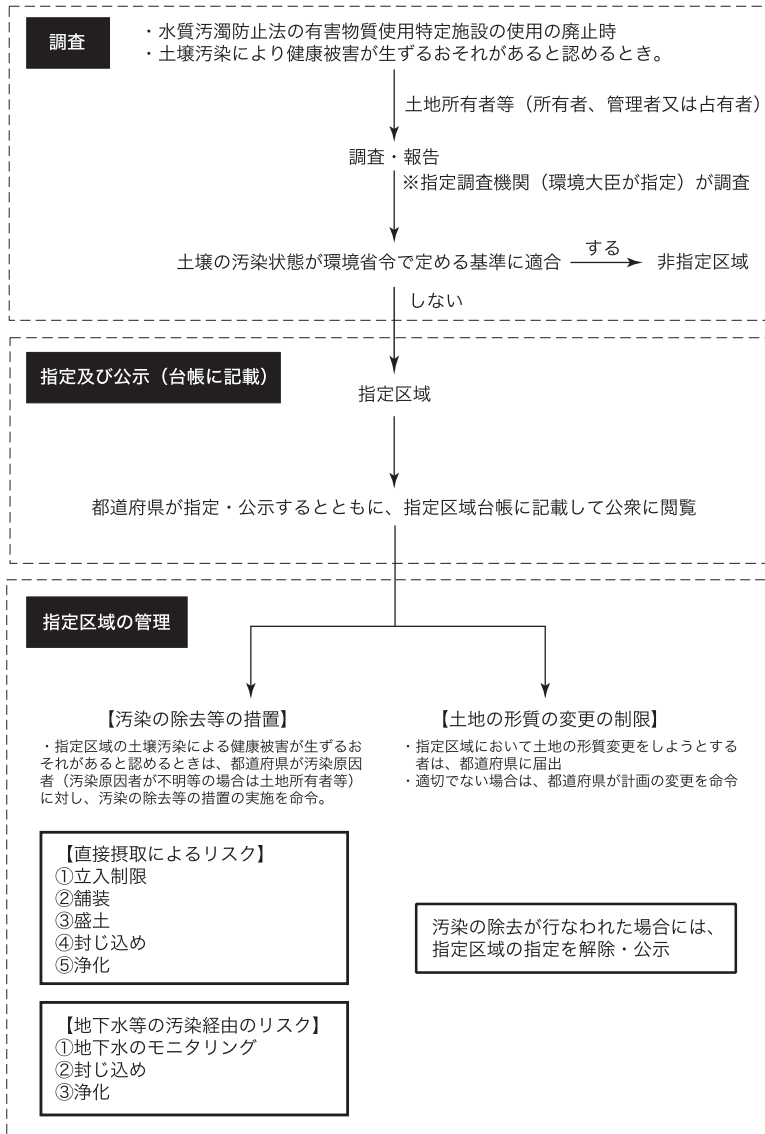 調査
・水質汚濁防止法の有害物質使用特定施設の使用の廃止時
・土壌汚染により健康被害が生ずるおそれがあると認めるとき。
土地所有者等（所有者、管理者又は占有者）
調査・報告
※指定調査機関（環境大臣が指定）が調査
土壌の汚染状態が環境省令で定める基準に適合
する
非指定区域
しない
指定及び公示（台帳に記載）
指定区域
都道府県が指定・公示するとともに、指定区域台帳に記載して公衆に閲覧
指定区域の管理
【汚染の除去等の措置】
・指定区域の土壌汚染による健康被害が生ずるお
それがあると認めるときは、都道府県が汚染原因
者（汚染原因者が不明等の場合は土地所有者等）
に対し、汚染の除去等の措置の実施を命令。
【直接摂取によるリスク】
①立入制限
②舗装
③盛土
④封じ込め
⑤浄化
【地下水等の汚染経由のリスク】
①地下水のモニタリング
②封じ込め
③浄化
【土地の形質の変更の制限】
・指定区域において土地の形質変更をしようとする
者は、都道府県に届出
・適切でない場合は、都道府県が計画の変更を命令
汚染の除去が行なわれた場合には、
指定区域の指定を解除・公示